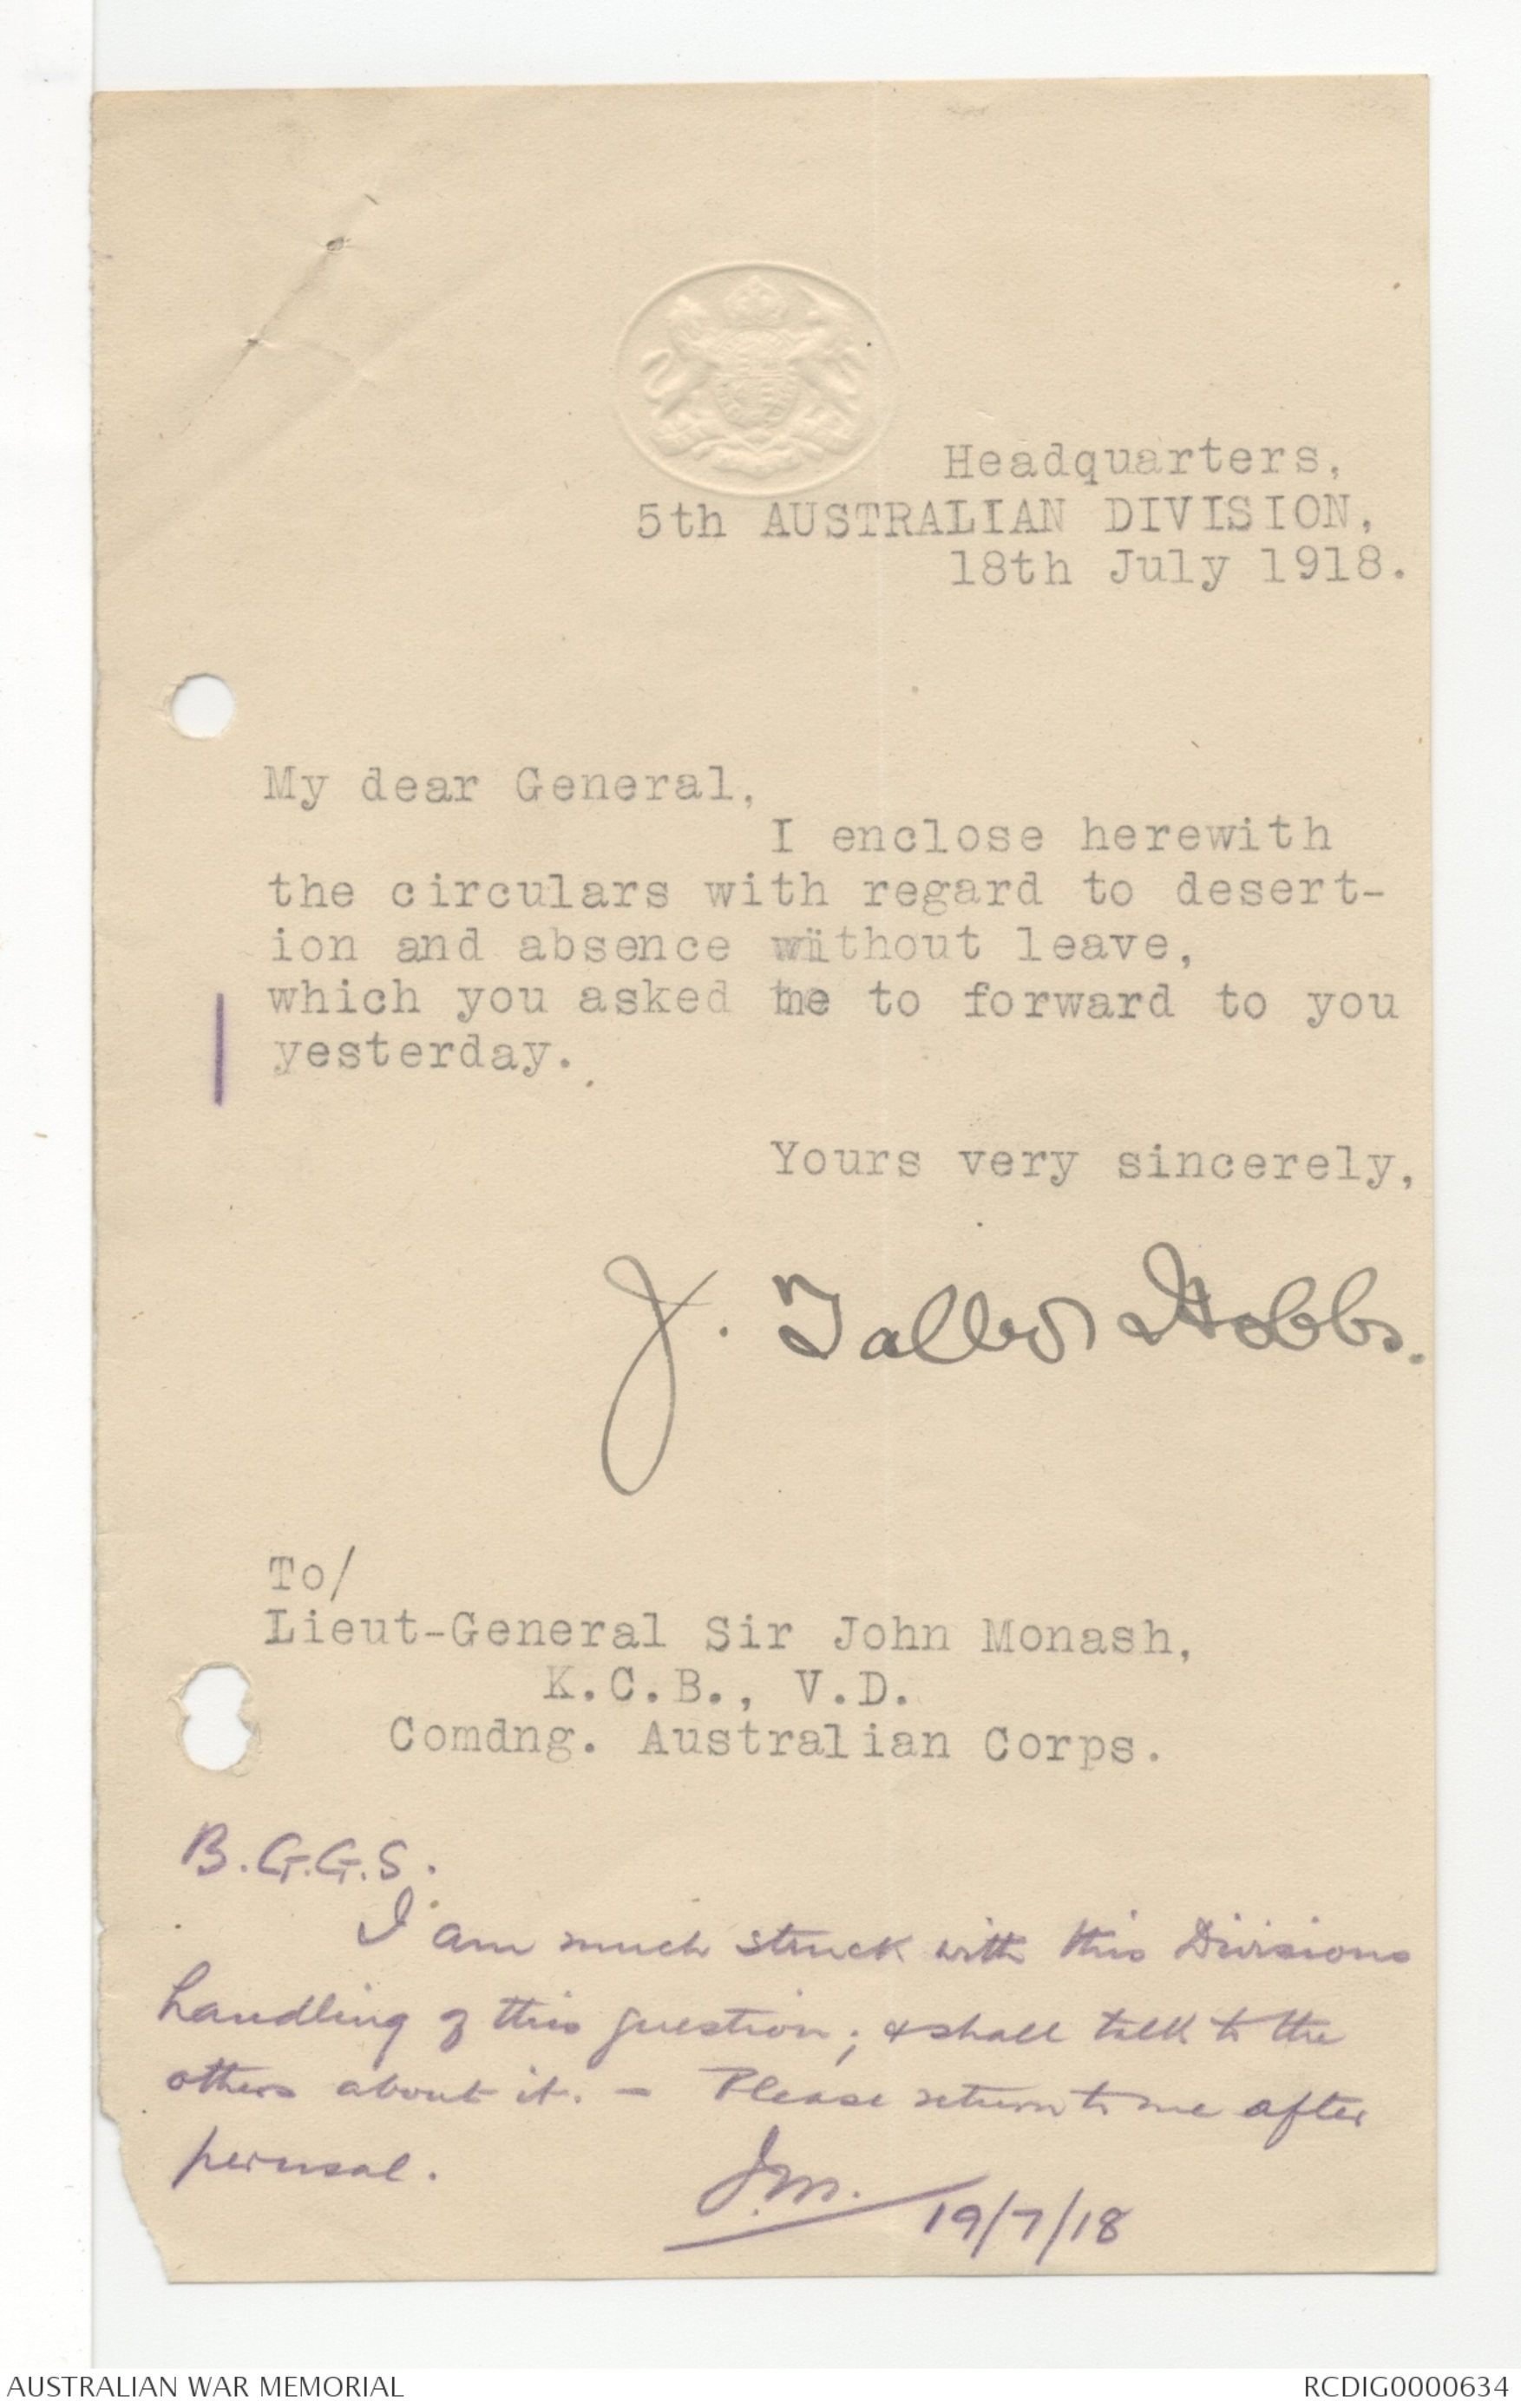 Headquarters,
5th AUSTRALIAN DIVISION,
18th July 1918.
My dear General,
I enclose herewith
the circulars with regard to desert-
ion and absence without leave,
which you asked me to forward to you
yesterday.
Yours very sincerely,
J. Talbot Hobbs.
To/
Lieut-General Sir John Monash,
K.C.B., V.D.
Comdng. Australian Corps.
B.G.G.S.
I am much struck with this Divisions
handling of this question; & shall talk to the
others about it. - Please return to me after
perusal.
J.M.
19/7/18
AUSTRALIAN WAR MEMORIAL
RCDIG0000634